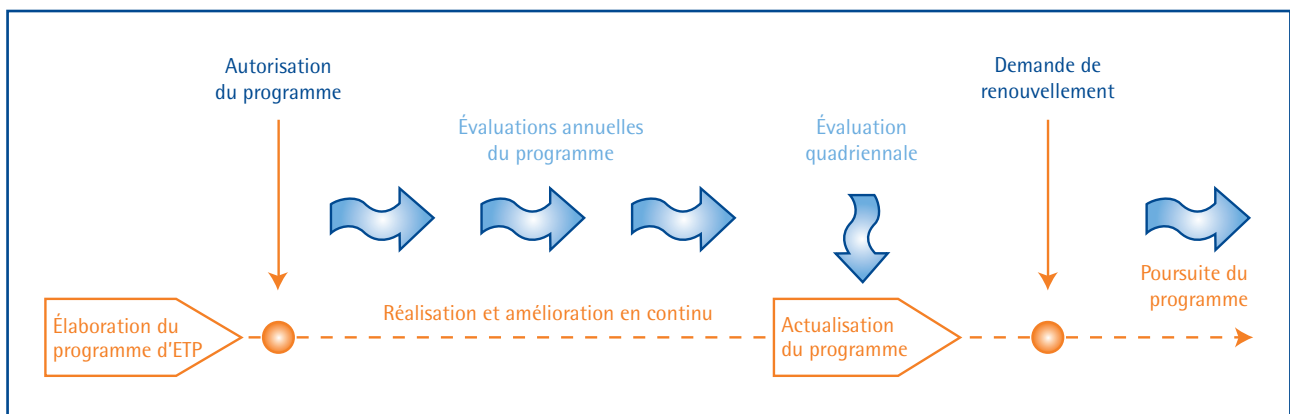 Autorisation
du programme
Demande de
renouvellement
Évaluations annuelles
du programme
Évaluation
quadriennale
Poursuite du
programme
Élaboration du
programme d'ETP
Réalisation et amélioration en continu
Actualisation
du programme